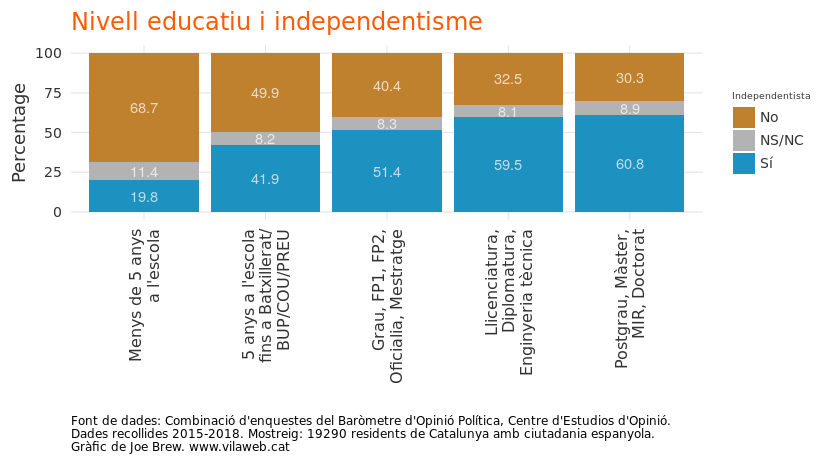 Nivell educatiu i independentisme
Percentage
100
75
50
25
0
68.7
11.4
19.8
49.9
8.2
41.9
40.4
8.3
51.4
32.5
8.1
59.5
30.3
8.9
60.8
Independentista
No
NS/NC
Sí
Menys de 5 anys
a l'escola
5 anys a l'escola
fins a Batxillerat/
BUP/COU/PREU
Grau, FP1, FP2,
Oficialia, Mestratge
Llicenciatura,
Diplomatura,
Enginyeria tècnica
Postgrau, Màster,
MIR, Doctorat
Font de dades: Combinació d'enquestes del Baròmetre d'Opinió Política, Centre d'Estudios d'Opinió.
Dades recollides 2015-2018. Mostreig: 19290 residents de Catalunya amb ciutadania espanyola.
Gràfic de Joe Brew. www.vilaweb.cat